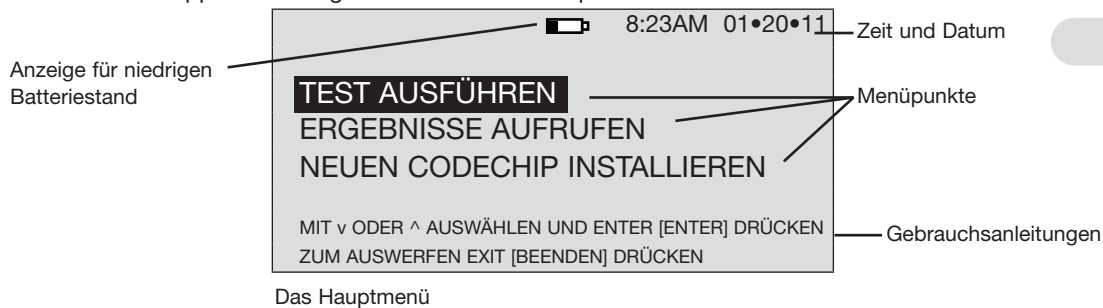 8:23AM 01•20•11
Zeit und Datum
Anzeige für niedrigen
Batteriestand
TEST AUSFÜHREN
Menüpunkte
ERGEBNISSE AUFRUFEN
NEUEN CODECHIP INSTALLIEREN
MIT v ODER ^ AUSWÄHLEN UND ENTER [ENTER] DRÜCKEN
Gebrauchsanleitungen
ZUM AUSWERFEN EXIT [BEENDEN] DRÜCKEN
Das Hauptmenü